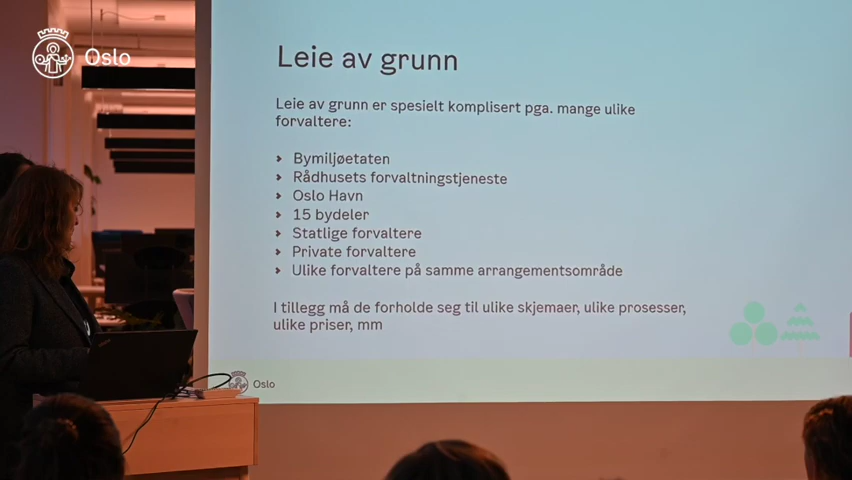 Oslo
Leie av grunn
Leie av grunn er spesielt komplisert pga. mange ulike
forvaltere:
Bymiljøetaten
Rådhusets forvaltningstjeneste
Oslo Havn
15 bydeler
Statlige forvaltere
Private forvaltere
Ulike forvaltere på samme arrangementsområde
I tillegg må de forholde seg til ulike skjemaer, ulike prosesser,
ulike priser, mm
Oslo